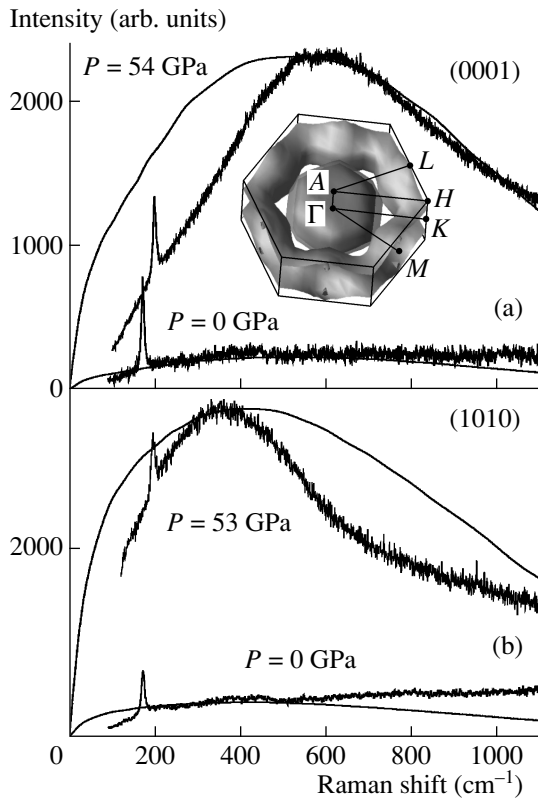 Intensity (arb. units)
P = 54 GPa
(0001)
2000
L
A
H
Γ
K
M
1000
P = 0 GPa
(a)
0
(1010)
P = 53 GPa
2000
P = 0 GPa
(b)
0 200 400 600 800 1000
Raman shift (cm⁻¹)